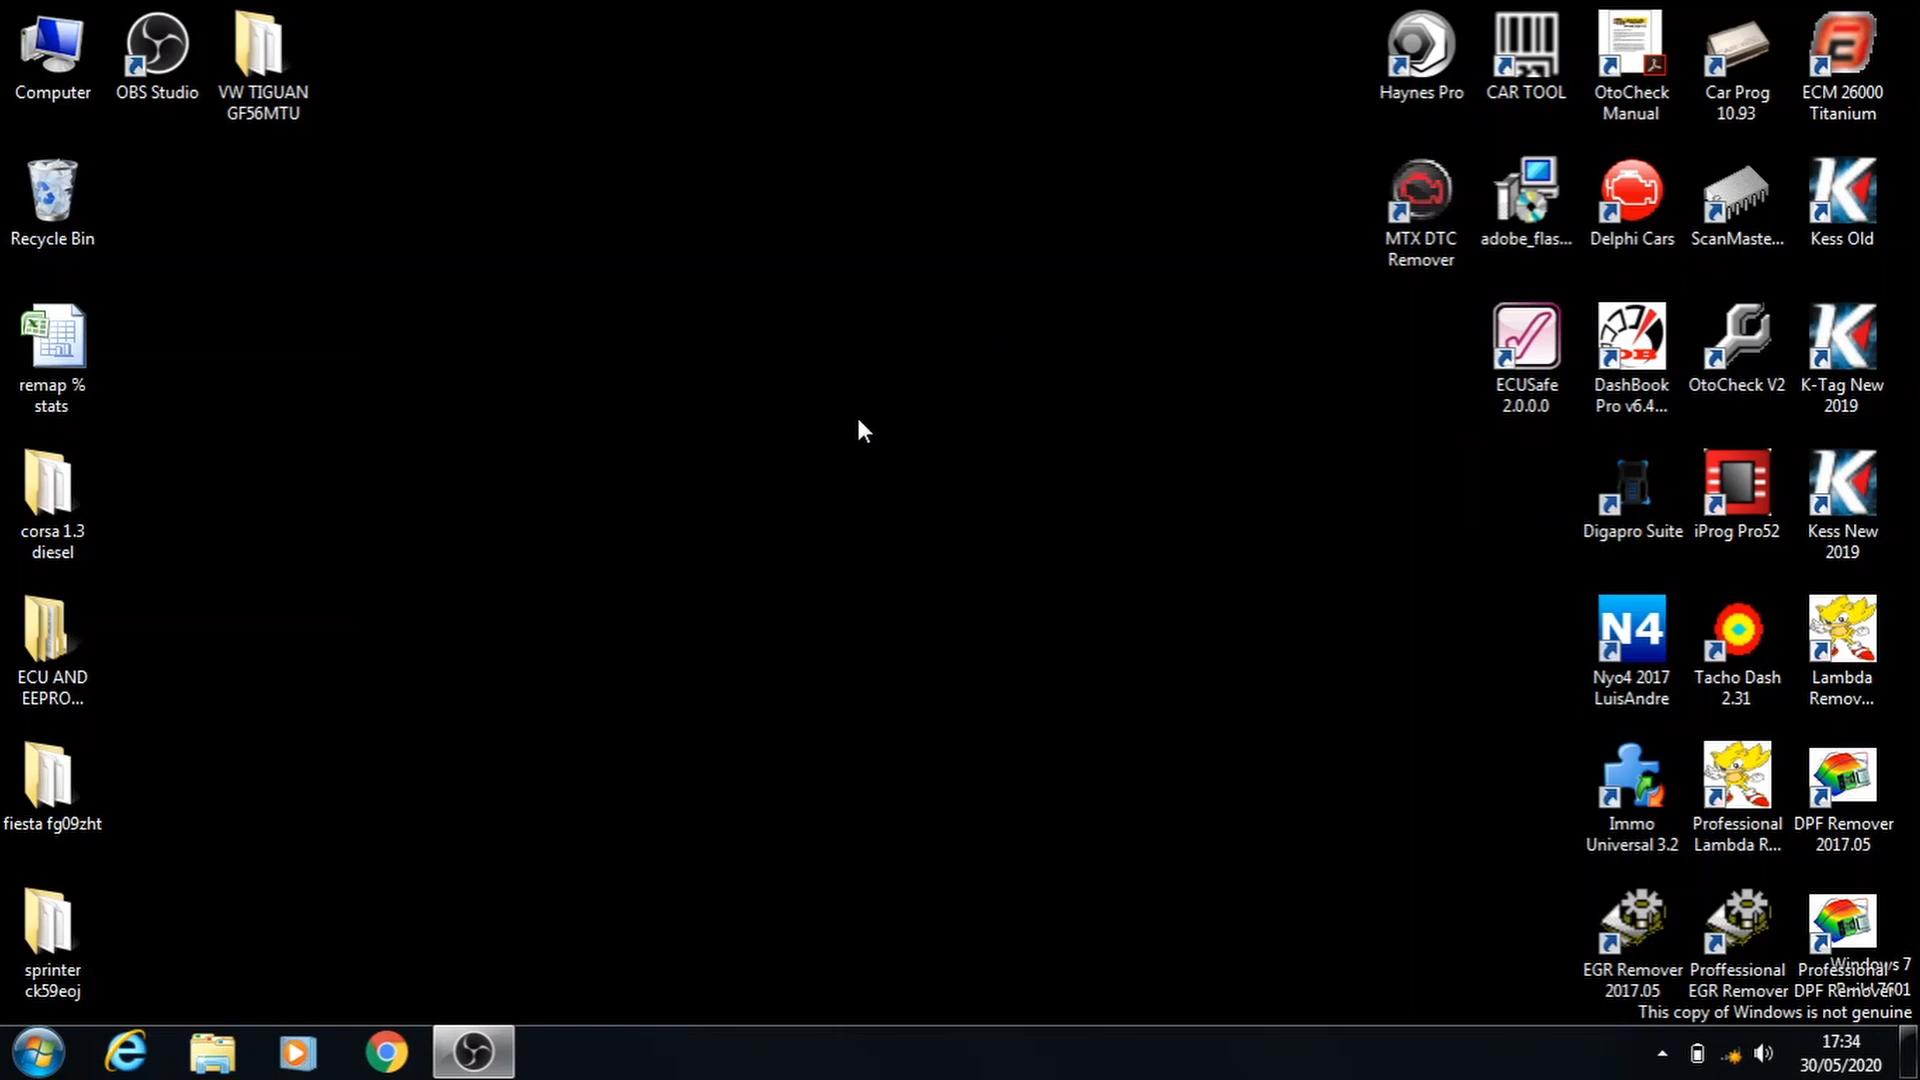 Computer
OBS Studio
VW TIGUAN
GF56MTU
Haynes Pro
CAR TOOL
OtoCheck
Manual
Car Prog
10.93
ECM 26000
Titanium
Recycle Bin
MTX DTC
Remover
adobe_flas...
Delphi Cars
ScanMaste...
Kess Old
remap %
stats
ECUSafe
2.0.0.0
DashBook
Pro v6.4...
OtoCheck V2
K-Tag New
2019
corsa 1.3
diesel
Digapro Suite
iProg Pro52
Kess New
2019
ECU AND
EEPRO...
N4
Nyo4 2017
LuisAndre
Tacho Dash
2.31
Lambda
Remov...
fiesta fg09zht
Immo
Universal 3.2
Professional
Lambda R...
DPF Remover
2017.05
sprinter
ck59eoj
EGR Remover
2017.05
Proffessional
EGR Remover
Professional
DPF Remover
Windows 7
Build 7601
This copy of Windows is not genuine
17:34
30/05/2020